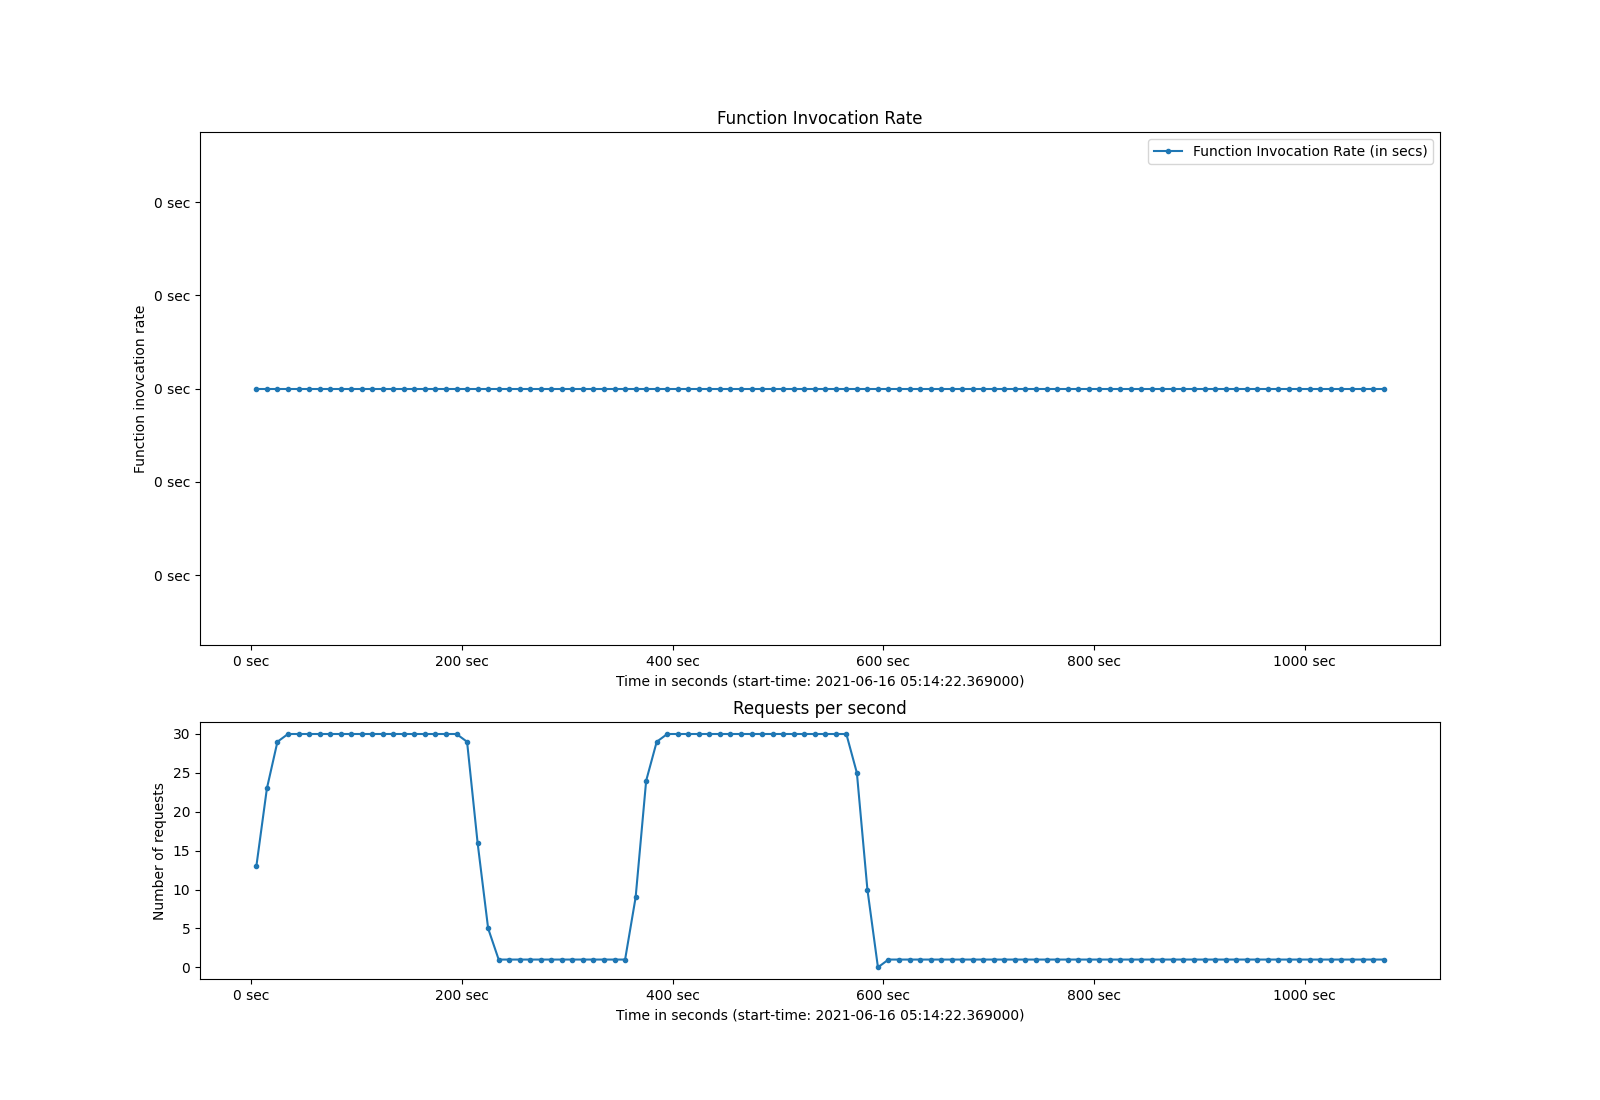 Function Invocation Rate
Function Invocation Rate (in secs)
0 sec
0 sec
0 sec
0 sec
0 sec
Function inovcation rate
0 sec 200 sec 400 sec 600 sec 800 sec 1000 sec
Time in seconds (start-time: 2021-06-16 05:14:22.369000)
Requests per second
30
25
20
15
10
5
0
Number of requests
0 sec 200 sec 400 sec 600 sec 800 sec 1000 sec
Time in seconds (start-time: 2021-06-16 05:14:22.369000)